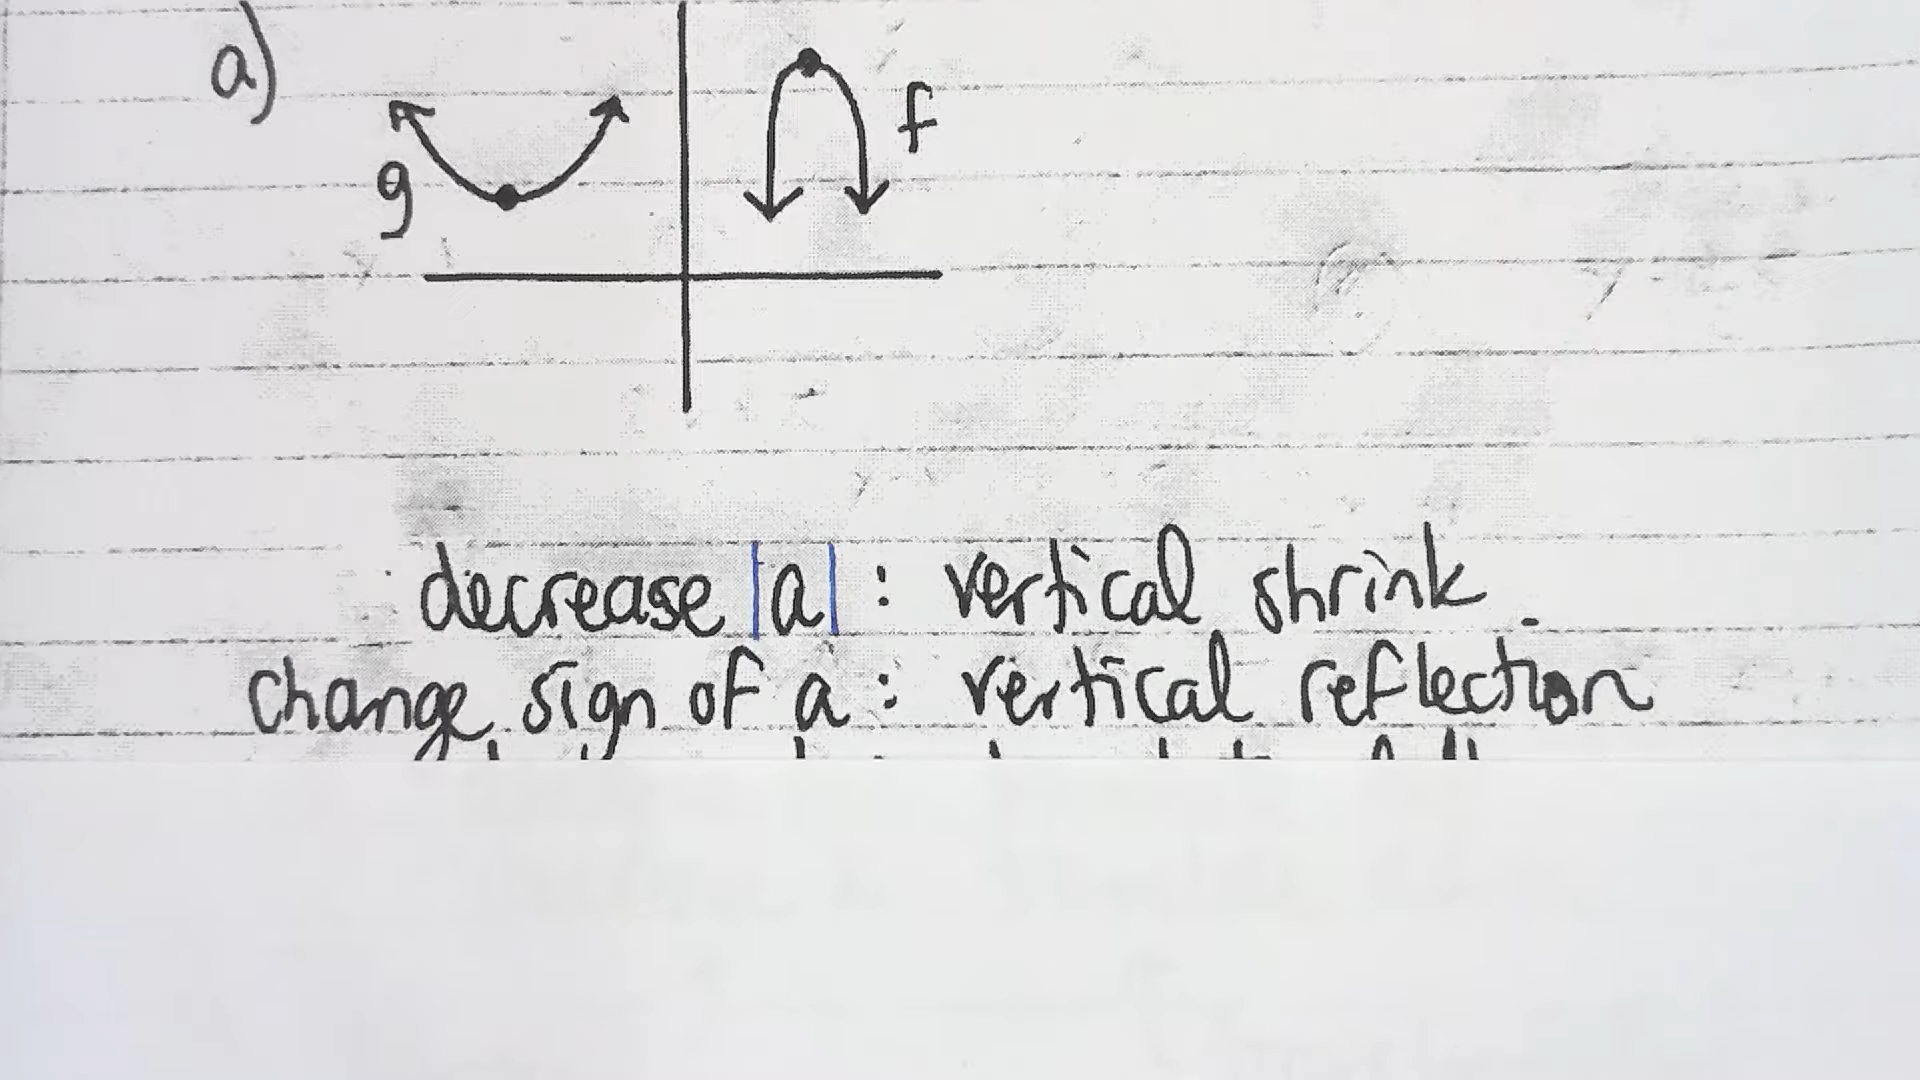 a)
g
f
decrease |a| : vertical shrink
change sign of a : vertical reflection